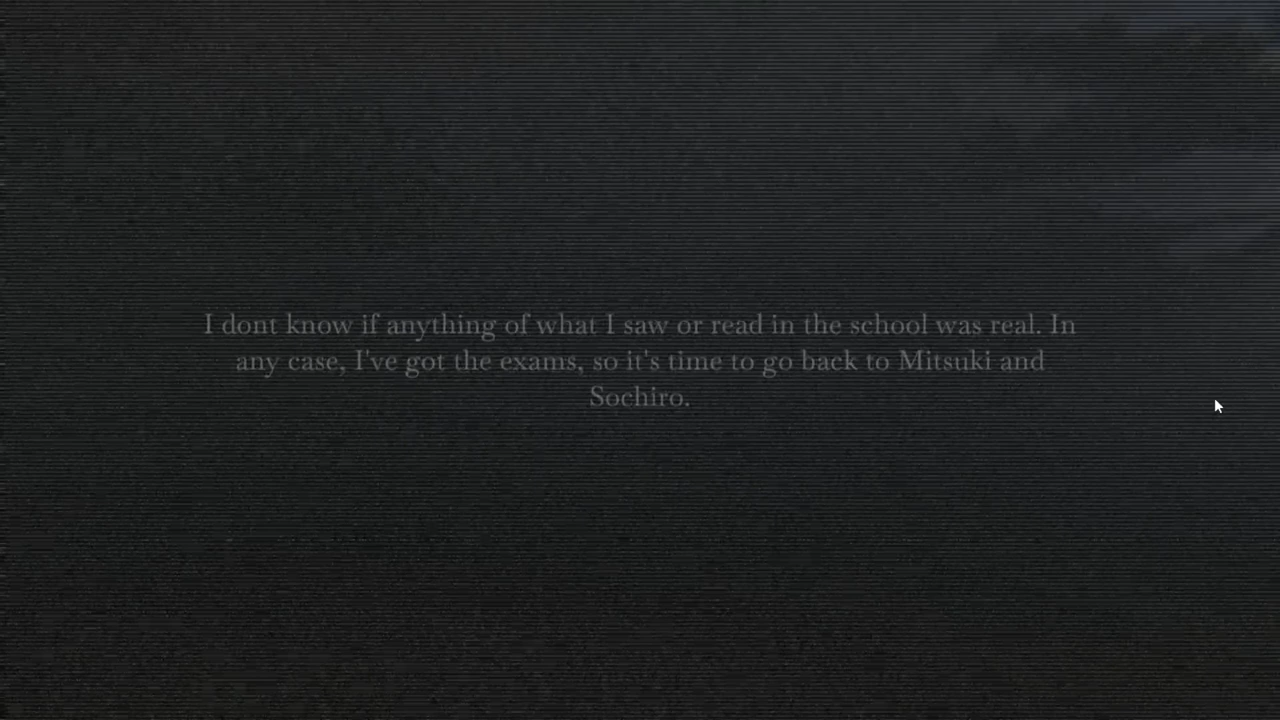 I dont know if anything of what I saw or read in the school was real. In
any case, I've got the exams, so it's time to go back to Mitsuki and
Sochiro.